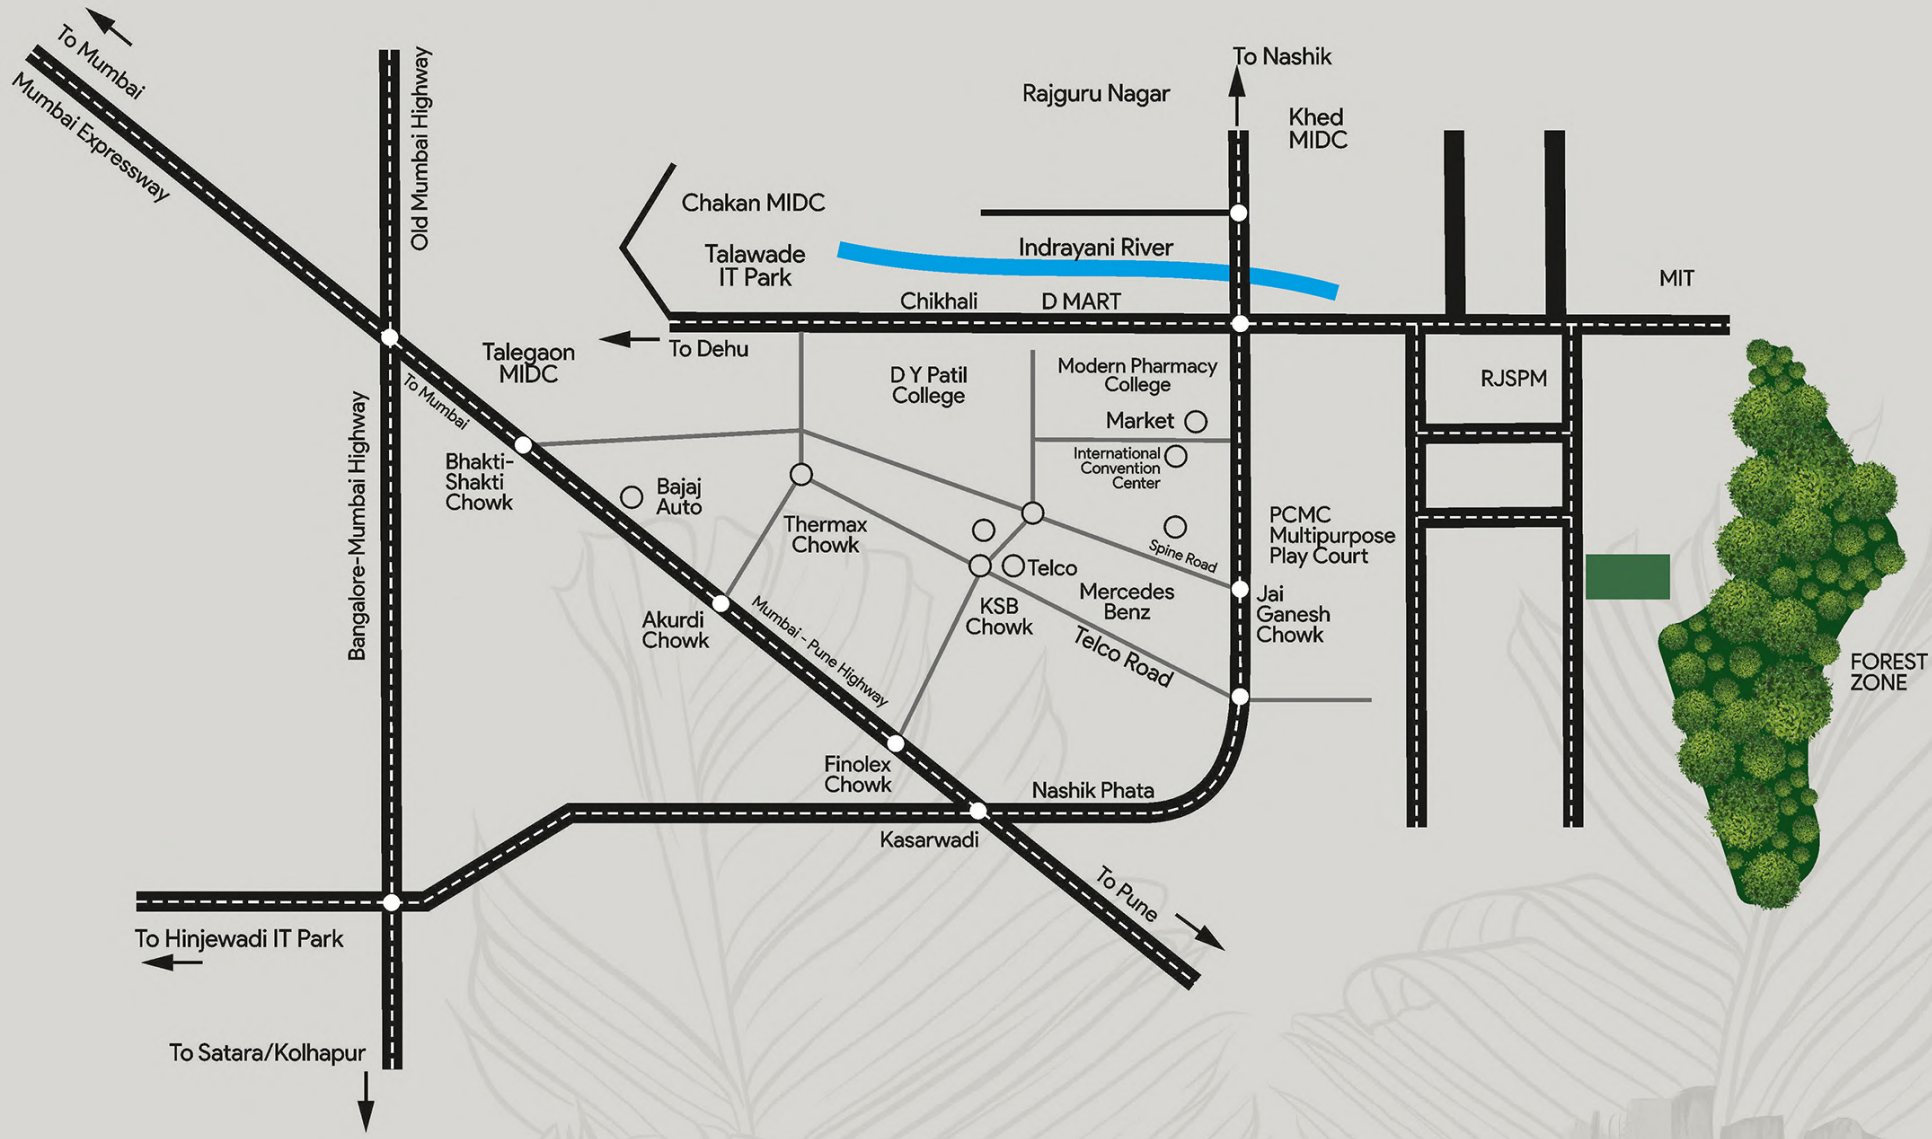 To Mumbai
Mumbai Expressway
Old Mumbai Highway
To Nashik
Rajguru Nagar
Khed
MIDC
Chakan MIDC
Talawade
IT Park
Indrayani River
MIT
Chikhali
D MART
To Dehu
Talegaon
MIDC
To Mumbai
D Y Patil
College
Modern Pharmacy
College
RJSPM
Market
International
Convention
Center
Bhakti-
Shakti
Chowk
Bajaj
Auto
Bangalore-Mumbai Highway
Thermax
Chowk
Spine Road
PCMC
Multipurpose
Play Court
Telco
Mercedes
Benz
KSB
Chowk
Jai
Ganesh
Chowk
Akurdi
Chowk
Mumbai - Pune Highway
Telco Road
FOREST
ZONE
Finolex
Chowk
Nashik Phata
Kasarwadi
To Pune
To Hinjewadi IT Park
To Satara/Kolhapur